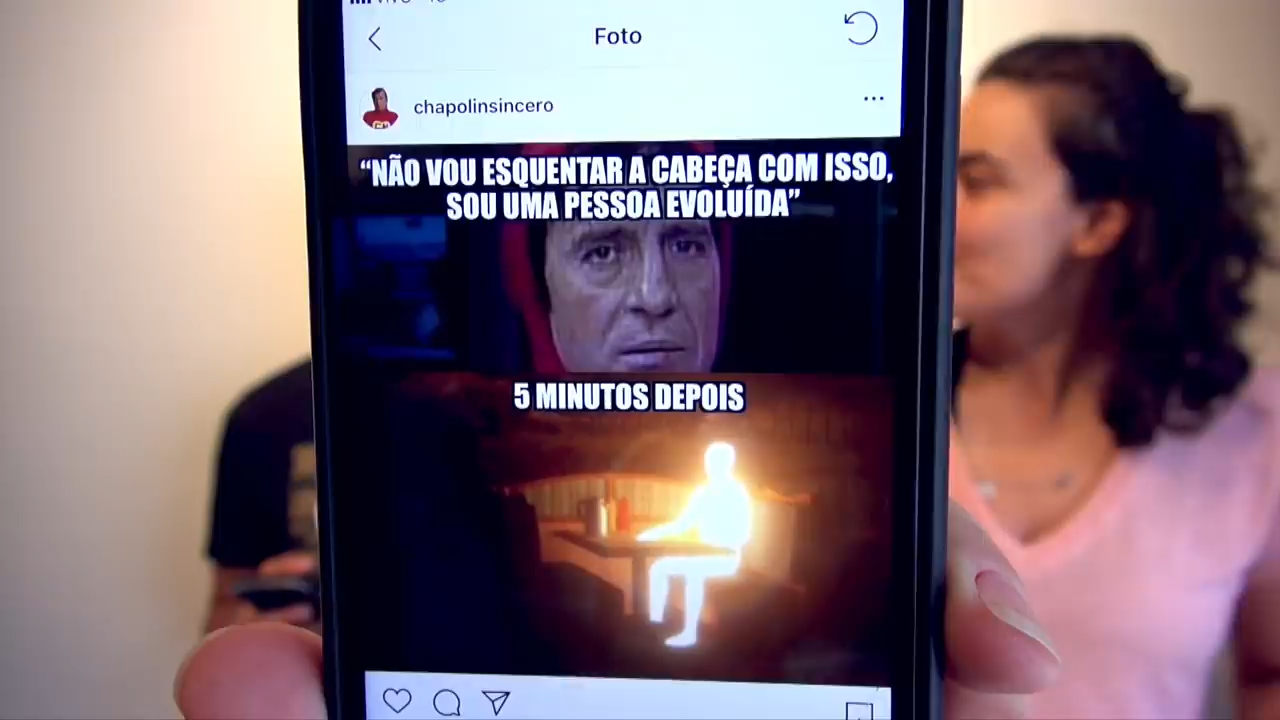 Foto
chapolinsincero
“NÃO VOU ESQUENTAR A CABEÇA COM ISSO,
SOU UMA PESSOA EVOLUÍDA”
5 MINUTOS DEPOIS